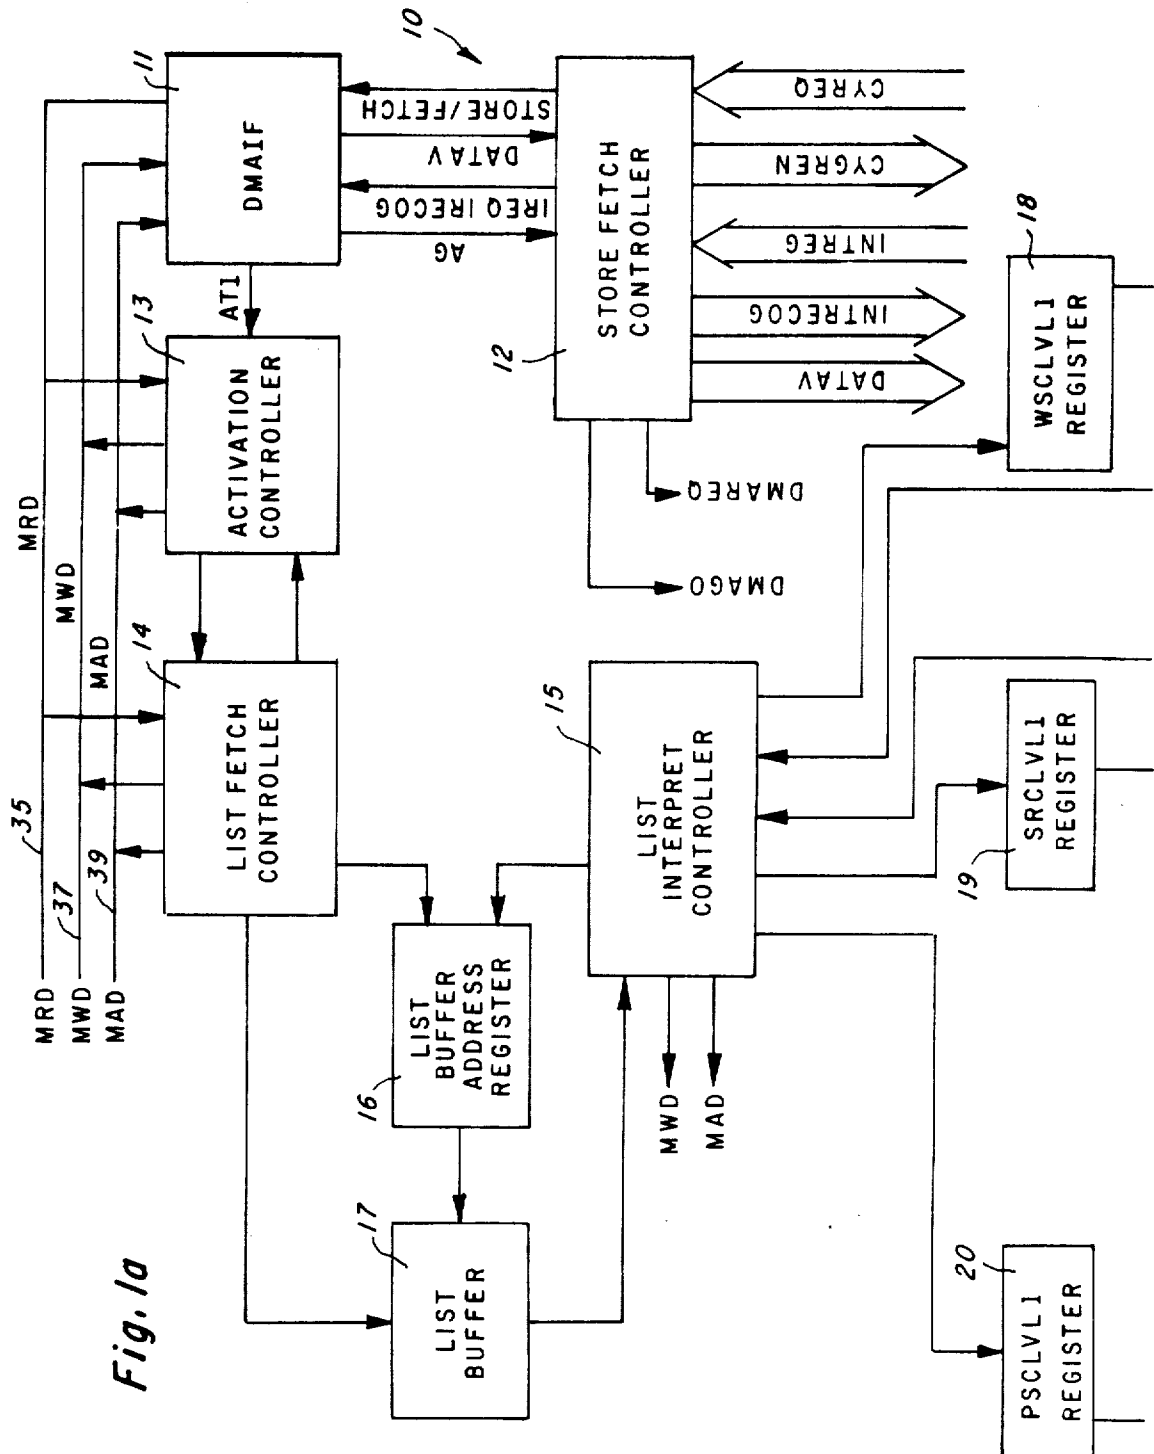 Fig. 1a
MRD
MWD
MAD
35
37
39
MRD
MWD
MAD
10
11
DMAIF
13
ACTIVATION
CONTROLLER
AT1
14
LIST FETCH
CONTROLLER
STORE/FETCH
DATAV
IREQ IRECOG
AG
12
STORE FETCH
CONTROLLER
CYREQ
CYGREN
INTREG
INTRECOG
DATAV
DMAREQ
DMAGO
15
LIST
INTERPRET
CONTROLLER
MWD
MAD
16
LIST
BUFFER
ADDRESS
REGISTER
17
LIST
BUFFER
18
WSCLVL1
REGISTER
19
SRCLVL1
REGISTER
20
PSCLVL1
REGISTER